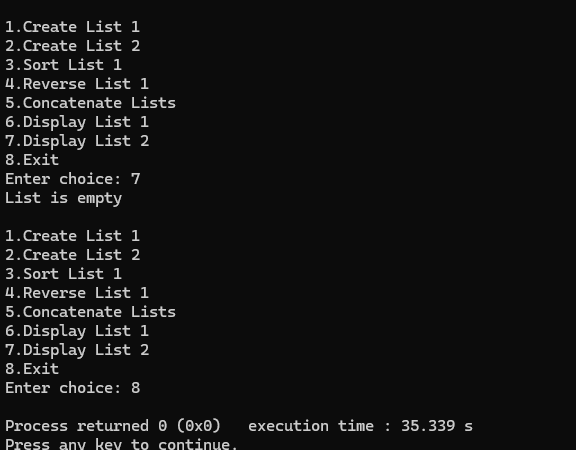 1.Create List 1
2.Create List 2
3.Sort List 1
4.Reverse List 1
5.Concatenate Lists
6.Display List 1
7.Display List 2
8.Exit
Enter choice: 7
List is empty

1.Create List 1
2.Create List 2
3.Sort List 1
4.Reverse List 1
5.Concatenate Lists
6.Display List 1
7.Display List 2
8.Exit
Enter choice: 8

Process returned 0 (0x0)   execution time : 35.339 s
Press any key to continue.